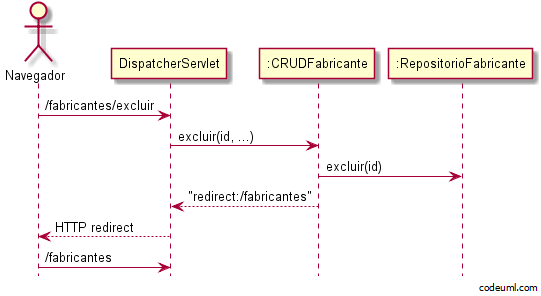 Navegador
DispatcherServlet
:CRUDFabricante
:RepositorioFabricante
/fabricantes/excluir
excluir(id, ...)
excluir(id)
"redirect:/fabricantes"
HTTP redirect
/fabricantes
codeuml.com